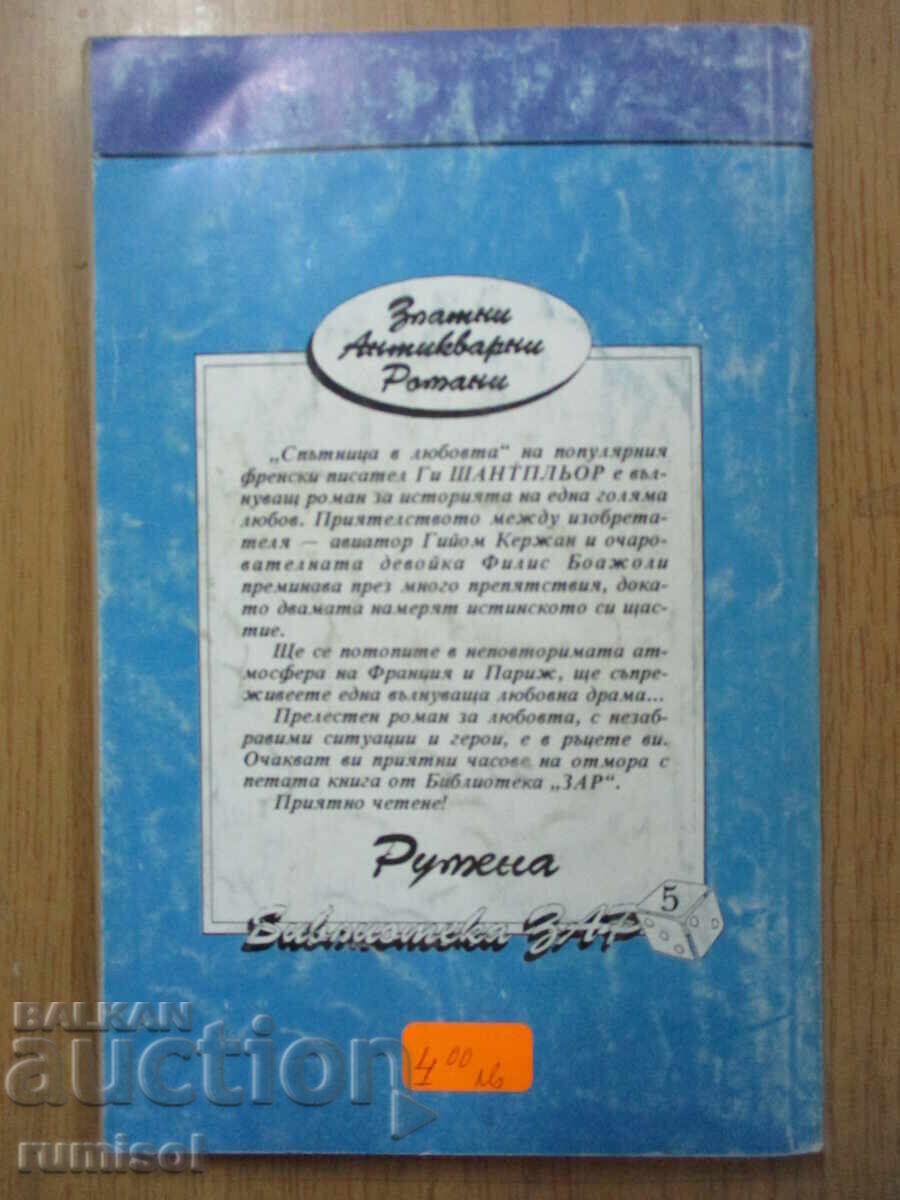 Златни
Антикварни
Романи
„Спътница в любовта“ на популярния
френски писател Ги ШАНТПЛЬОР е въл-
нуващ роман за историята на една голяма
любов. Приятелството между изобрета-
теля — авиатор Гийом Кержан и очаро-
вателната девойка Филис Боажоли
преминава през много препятствия, дока-
то двамата намерят истинското си щас-
тие.
Ще се потопите в неповторимата ат-
мосфера на Франция и Париж, ще съпре-
живеете една вълнуваща любовна драма...
Прелестен роман за любовта, с незаб-
равими ситуации и герои, е в ръцете ви.
Очакват ви приятни часове на отмора с
петата книга от Библиотека „ЗАР“.
Приятно четене!
Ружена
Библиотека ЗАР 5
4 00 лв
BALKAN
auction
rumisol